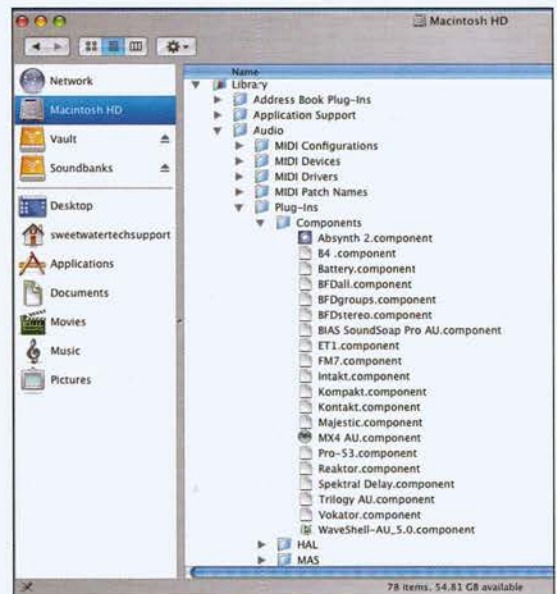 Macintosh HD
Network
Macintosh HD
Vault
Soundbanks
Desktop
sweetwatertechsupport
Applications
Documents
Movies
Music
Pictures
Name
Library
Address Book Plug-Ins
Application Support
Audio
MIDI Configurations
MIDI Devices
MIDI Drivers
MIDI Patch Names
Plug-Ins
Components
Absynth 2.component
B4 .component
Battery.component
BFDall.component
BFDgroups.component
BFDstereo.component
BIAS SoundSoap Pro AU.component
ET1.component
FM7.component
Intakt.component
Kompakt.component
Kontakt.component
Majestic.component
MX4 AU.component
Pro-53.component
Reaktor.component
Spektral Delay.component
Trilogy AU.component
Vokator.component
WaveShell-AU_5.0.component
HAL
MAS
78 items, 54.81 GB available